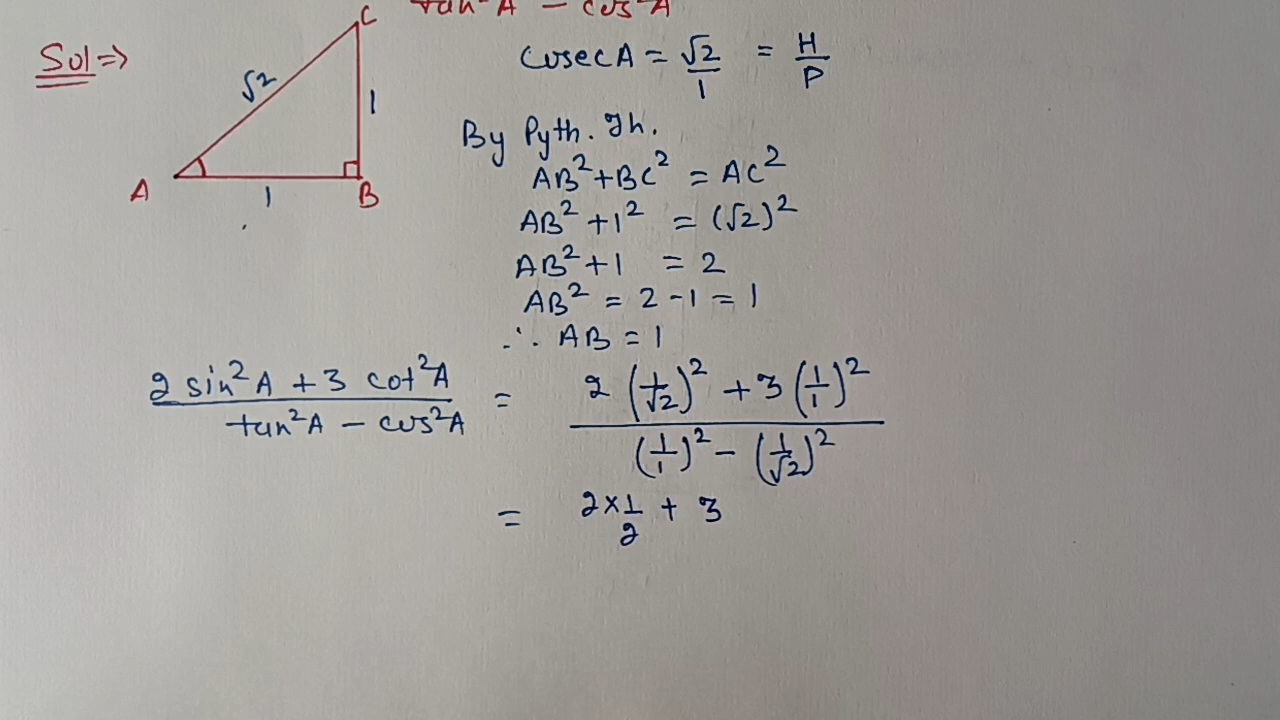 tan²A - cos²A
Sol ⇒
C
√2
1
A
1
B
CosecA = √2/1 = H/P
By Pyth. Th.
AB² + BC² = AC²
AB² + 1² = (√2)²
AB² + 1 = 2
AB² = 2 - 1 = 1
∴ AB = 1
(2 sin²A + 3 cot²A)/(tan²A - cos²A) = (2(1/√2)² + 3(1/1)²)/((1/1)² - (1/√2)²)
= 2×1/2 + 3